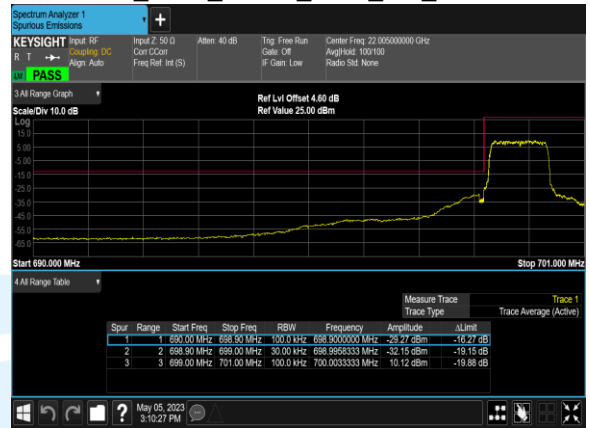 Spectrum Analyzer 1
Spurious Emissions
KEYSIGHT Input: RF Input Z: 50 Ω Atten: 40 dB Trig: Free Run Center Freq: 22.005000000 GHz
R T Coupling: DC Corr CCorr Gate: Off Avg|Hold: 100/100
Align: Auto Freq Ref: Int (S) IF Gain: Low Radio Std: None
PASS
3 All Range Graph
Ref Lvl Offset 4.60 dB
Scale/Div 10.0 dB Ref Value 25.00 dBm
Log
15.0
5.00
-5.00
-15.0
-25.0
-35.0
-45.0
-55.0
-65.0
Start 690.000 MHz Stop 701.000 MHz
4 All Range Table
Measure Trace Trace 1
Trace Type Trace Average (Active)
Spur Range Start Freq Stop Freq RBW Frequency Amplitude ΔLimit
1 1 690.00 MHz 698.90 MHz 100.0 kHz 698.9000000 MHz -29.27 dBm -16.27 dB
2 2 698.90 MHz 699.00 MHz 30.00 kHz 698.9958333 MHz -32.15 dBm -19.15 dB
3 3 699.00 MHz 701.00 MHz 100.0 kHz 700.0033333 MHz 10.12 dBm -19.88 dB
?
May 05, 2023
3:10:27 PM